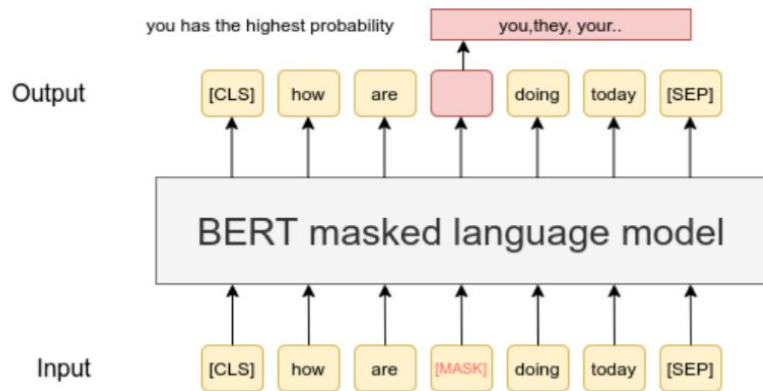 you has the highest probability
you,they, your..
Output
[CLS] how are doing today [SEP]
BERT masked language model
Input
[CLS] how are [MASK] doing today [SEP]